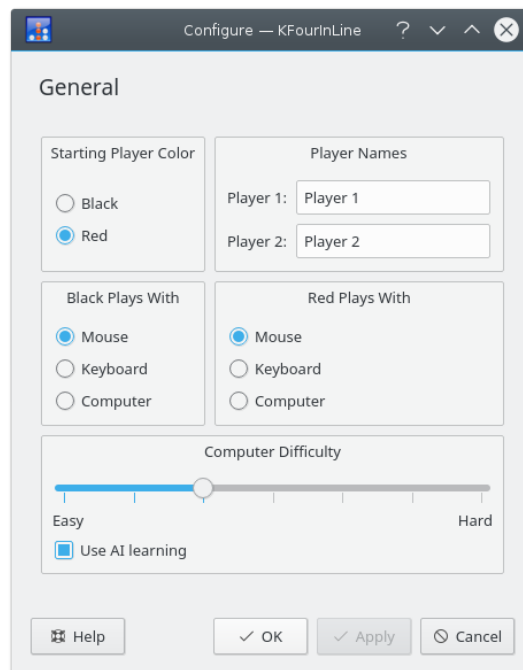 Configure — KFourInLine
General
Starting Player Color
Black
Red
Player Names
Player 1: Player 1
Player 2: Player 2
Black Plays With
Mouse
Keyboard
Computer
Red Plays With
Mouse
Keyboard
Computer
Computer Difficulty
Easy Hard
Use AI learning
Help OK Apply Cancel